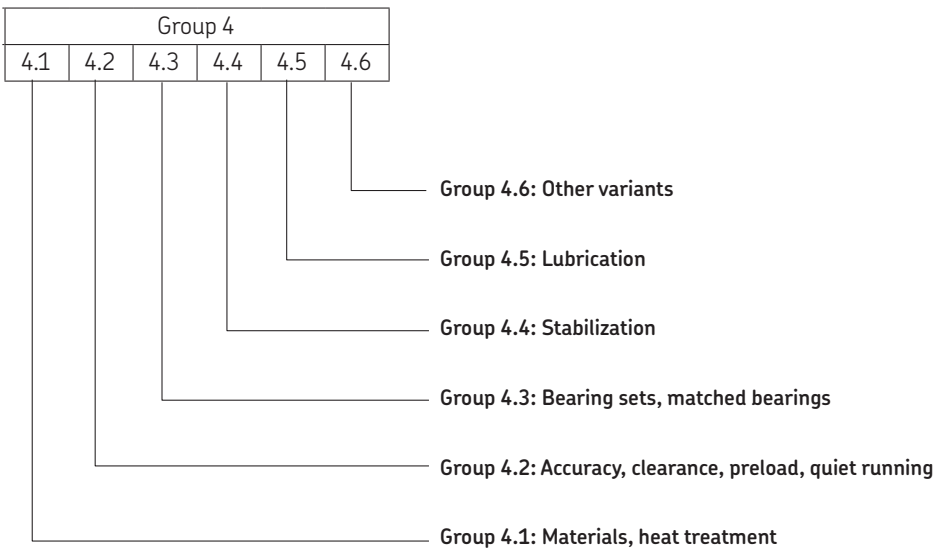 Group 4
4.1 4.2 4.3 4.4 4.5 4.6
Group 4.6: Other variants
Group 4.5: Lubrication
Group 4.4: Stabilization
Group 4.3: Bearing sets, matched bearings
Group 4.2: Accuracy, clearance, preload, quiet running
Group 4.1: Materials, heat treatment